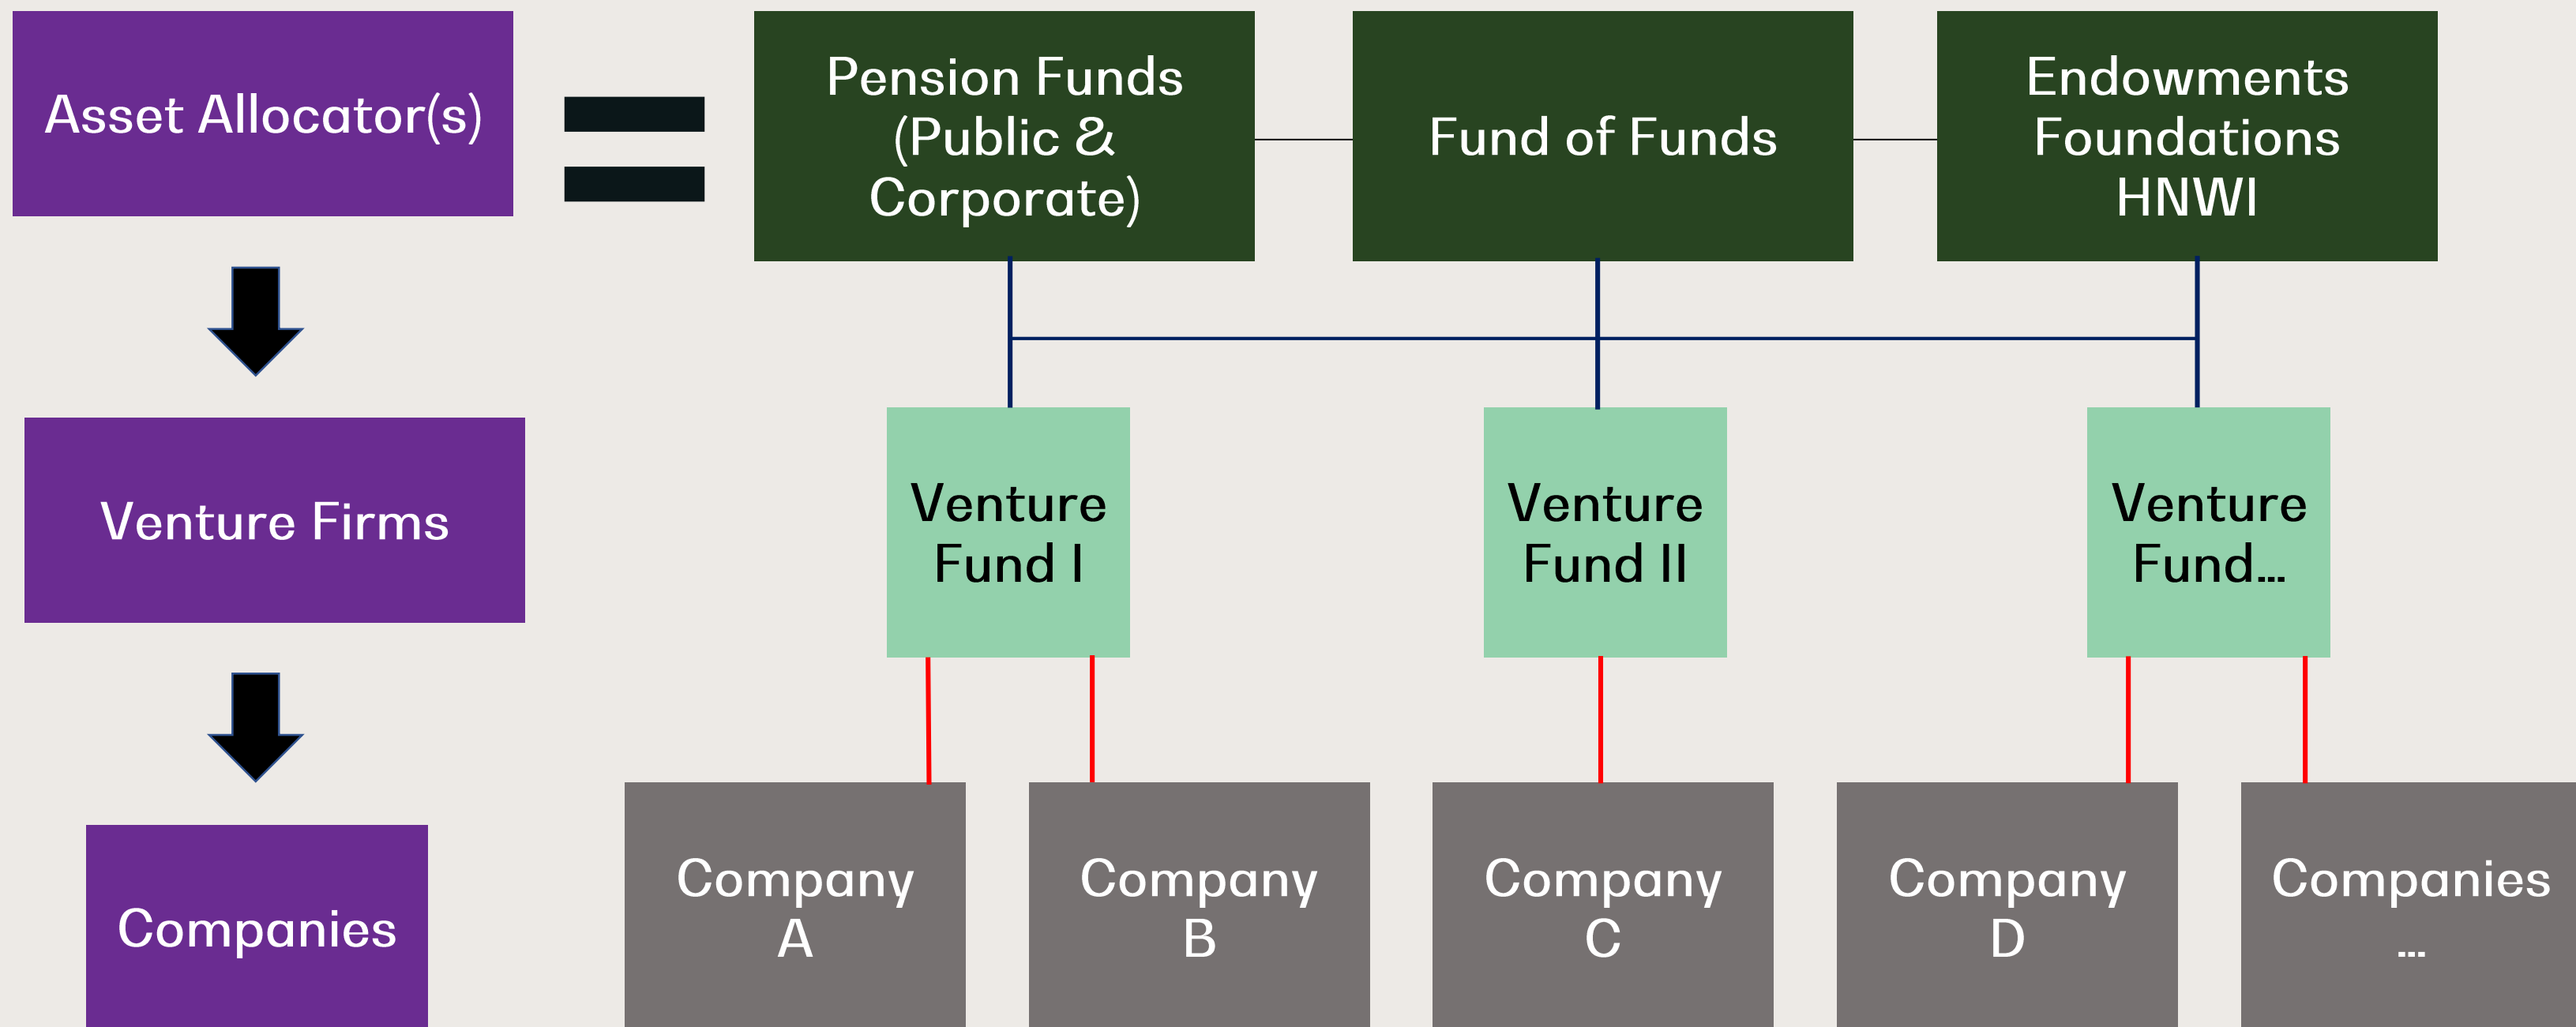 Asset Allocator(s)
Pension Funds
(Public &
Corporate)
Fund of Funds
Endowments
Foundations
HNWI
Venture Firms
Venture
Fund I
Venture
Fund II
Venture
Fund...
Companies
Company
A
Company
B
Company
C
Company
D
Companies
...